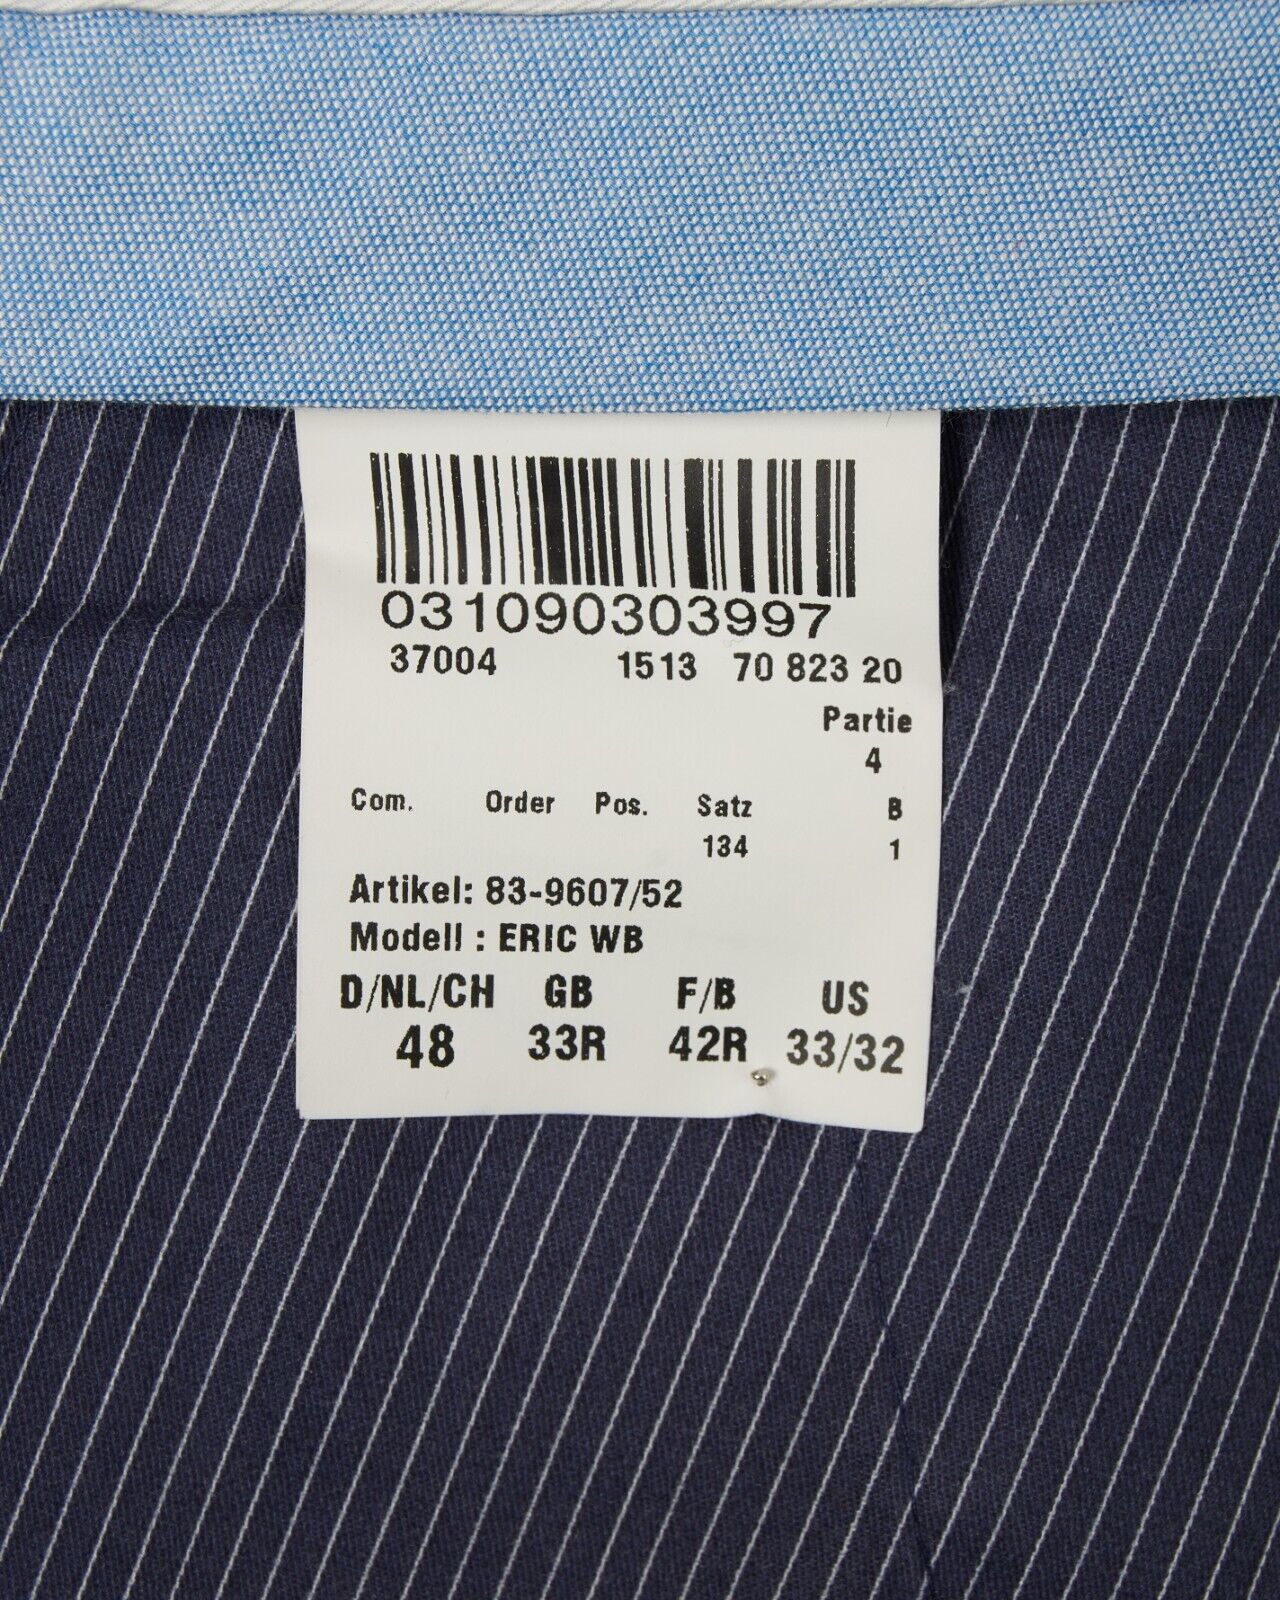 031090303997
37004 1513 70 823 20
Partie
4
Com. Order Pos. Satz B
134 1
Artikel: 83-9607/52
Modell : ERIC WB
D/NL/CH GB F/B US
48 33R 42R 33/32